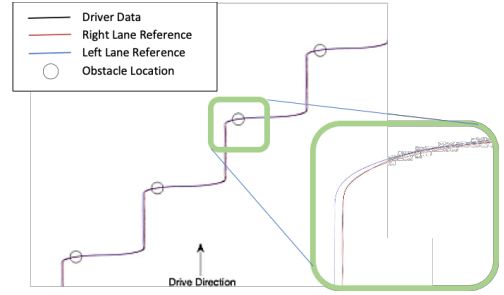 Driver Data
Right Lane Reference
Left Lane Reference
Obstacle Location
Drive Direction